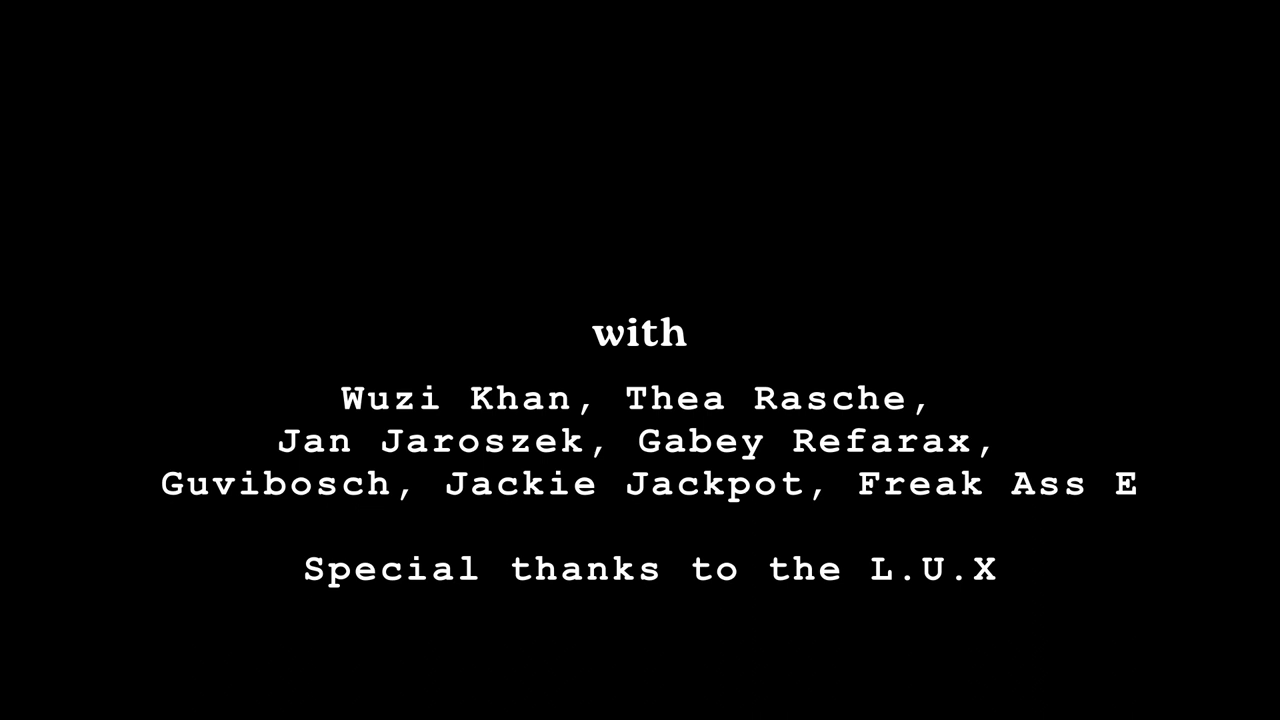 with
Wuzi Khan, Thea Rasche,
Jan Jaroszek, Gabey Refarax,
Guvibosch, Jackie Jackpot, Freak Ass E
Special thanks to the L.U.X